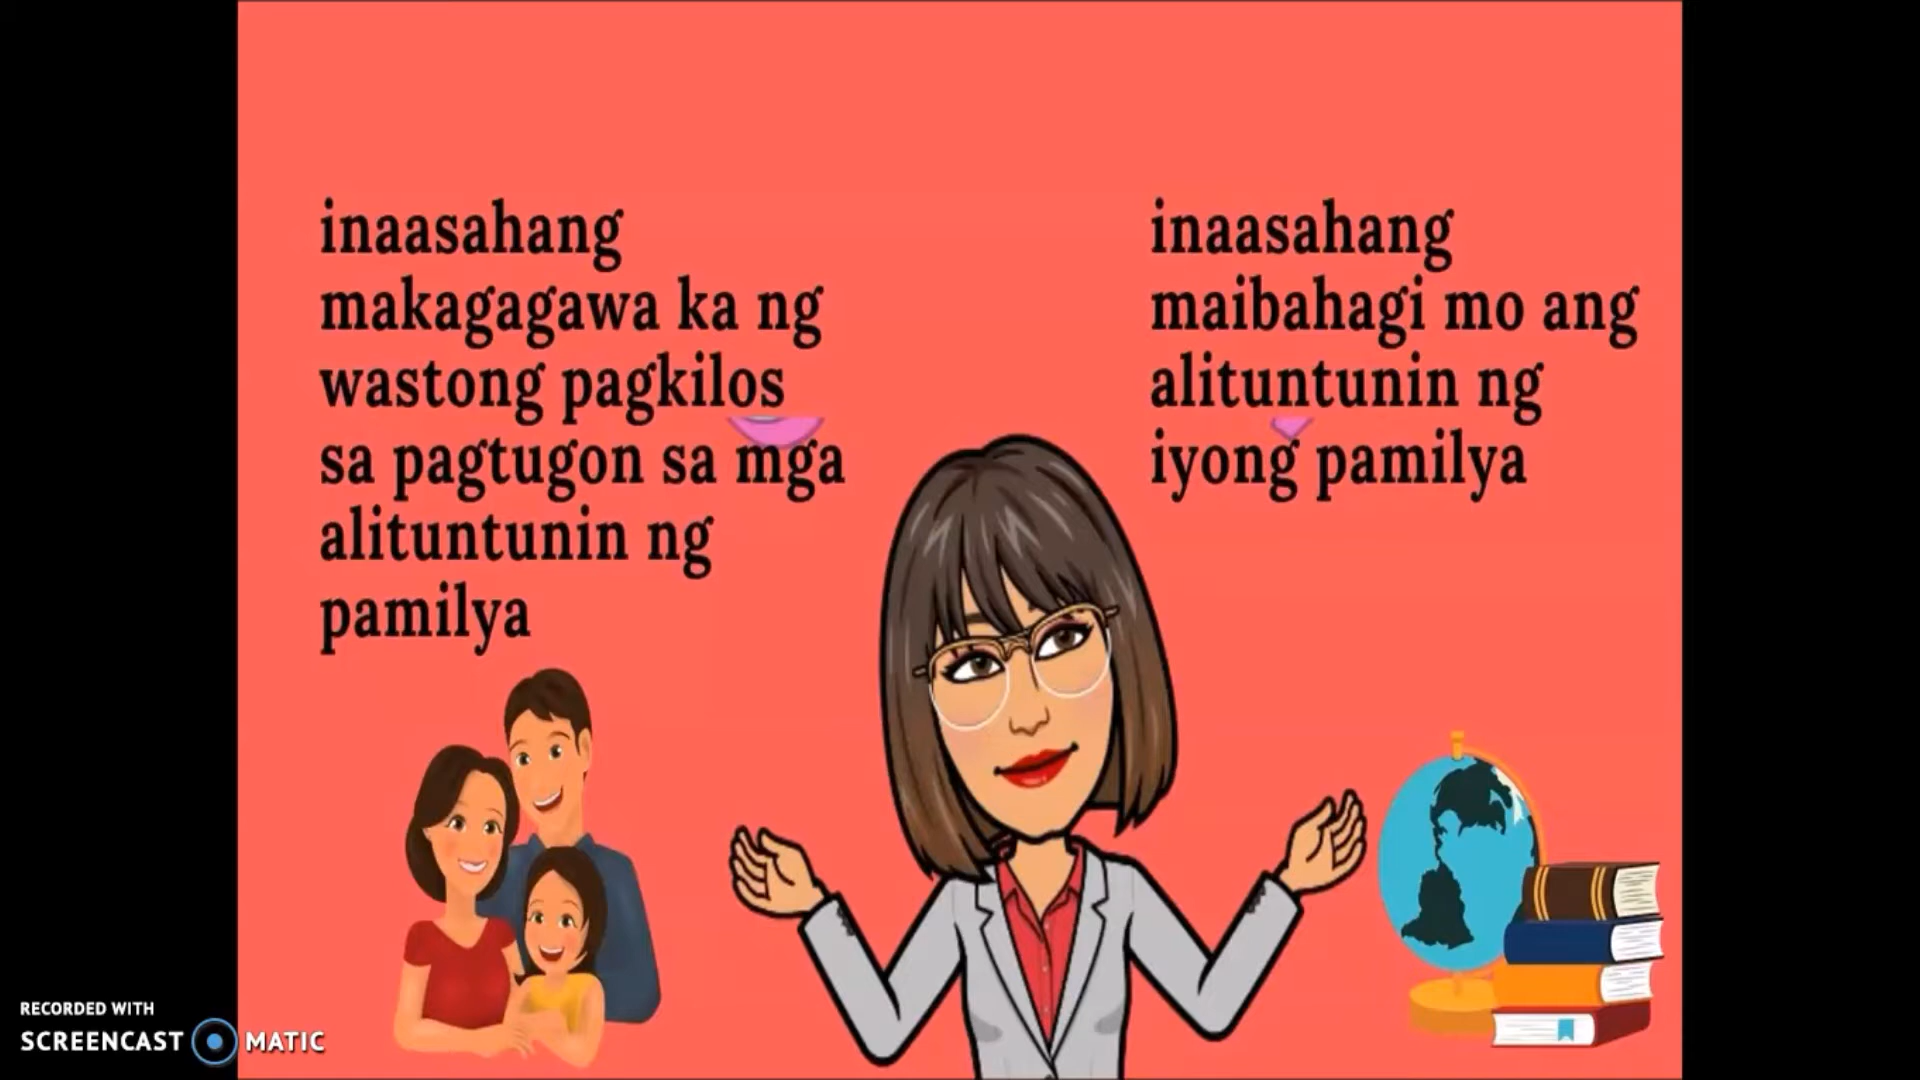 inaasahang
makagagawa ka ng
wastong pagkilos
sa pagtugon sa mga
alituntunin ng
pamilya
inaasahang
maibahagi mo ang
alituntunin ng
iyong pamilya
RECORDED WITH
SCREENCAST MATIC